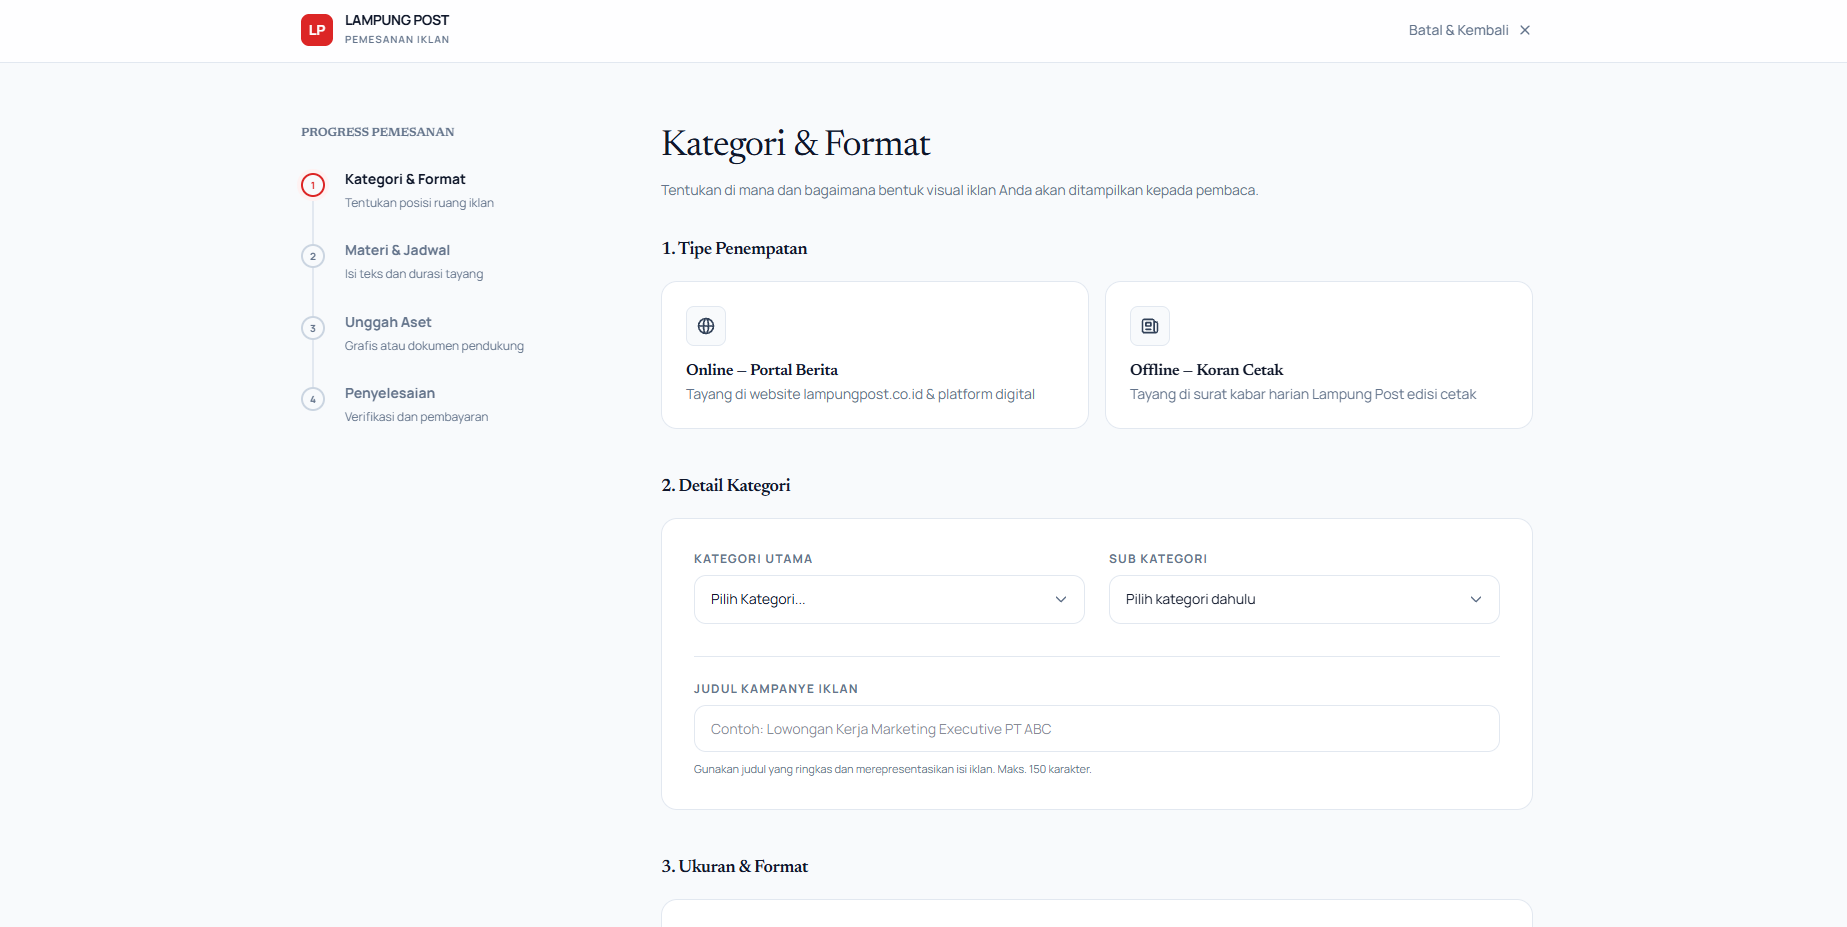 LP
LAMPUNG POST
PEMESANAN IKLAN
Batal & Kembali
PROGRESS PEMESANAN
1
Kategori & Format
Tentukan posisi ruang iklan
2
Materi & Jadwal
Isi teks dan durasi tayang
3
Unggah Aset
Grafis atau dokumen pendukung
4
Penyelesaian
Verifikasi dan pembayaran
Kategori & Format
Tentukan di mana dan bagaimana bentuk visual iklan Anda akan ditampilkan kepada pembaca.
1. Tipe Penempatan
Online – Portal Berita
Tayang di website lampungpost.co.id & platform digital
Offline – Koran Cetak
Tayang di surat kabar harian Lampung Post edisi cetak
2. Detail Kategori
KATEGORI UTAMA
Pilih Kategori...
SUB KATEGORI
Pilih kategori dahulu
JUDUL KAMPANYE IKLAN
Contoh: Lowongan Kerja Marketing Executive PT ABC
Gunakan judul yang ringkas dan merepresentasikan isi iklan. Maks. 150 karakter.
3. Ukuran & Format